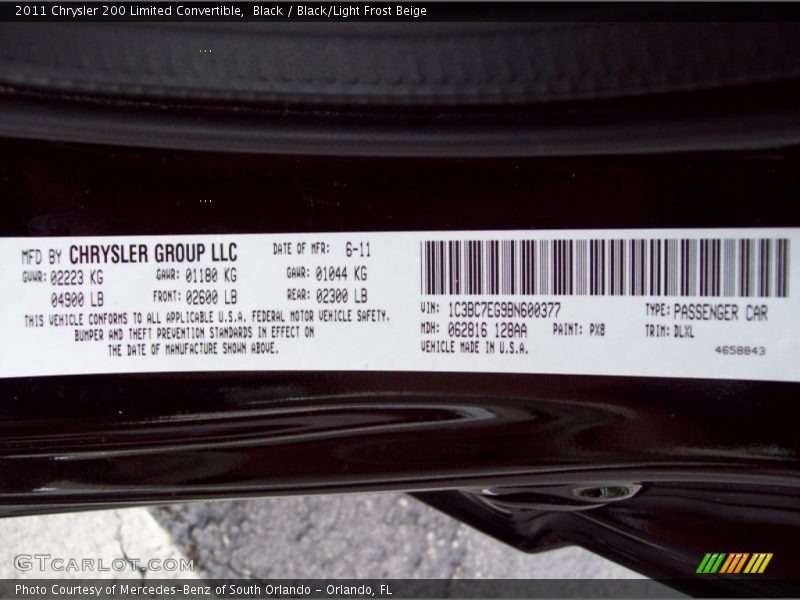 2011 Chrysler 200 Limited Convertible,  Black / Black/Light Frost Beige
MFD BY CHRYSLER GROUP LLC DATE OF MFR: 6-11
GVWR: 02223 KG GAWR: 01180 KG GAWR: 01044 KG
04900 LB FRONT: 02600 LB REAR: 02300 LB
THIS VEHICLE CONFORMS TO ALL APPLICABLE U.S.A. FEDERAL MOTOR VEHICLE SAFETY,
BUMPER AND THEFT PREVENTION STANDARDS IN EFFECT ON
THE DATE OF MANUFACTURE SHOWN ABOVE.
VIN: 1C3BC7EG9BN600377 TYPE: PASSENGER CAR
MDH: 062816 128AA PAINT: PX8 TRIM: DLXL
VEHICLE MADE IN U.S.A. 4658843
GTCARLOT.COM
Photo Courtesy of Mercedes-Benz of South Orlando - Orlando, FL